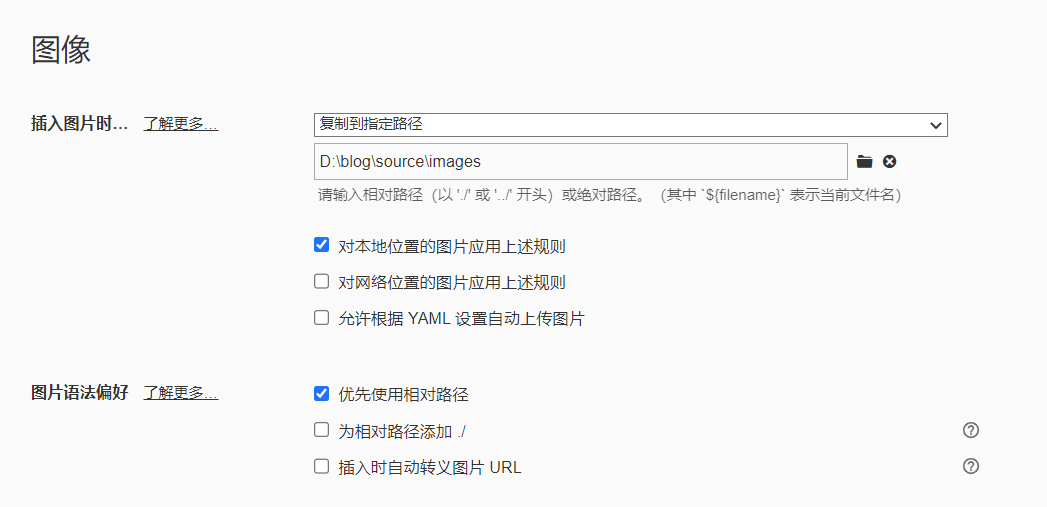 图像
插入图片时... 了解更多... 复制到指定路径
D:\blog\source\images
请输入相对路径（以 './' 或 '../' 开头）或绝对路径。（其中 `${filename}` 表示当前文件名）
对本地位置的图片应用上述规则
对网络位置的图片应用上述规则
允许根据 YAML 设置自动上传图片
图片语法偏好 了解更多... 优先使用相对路径
为相对路径添加 ./
插入时自动转义图片 URL